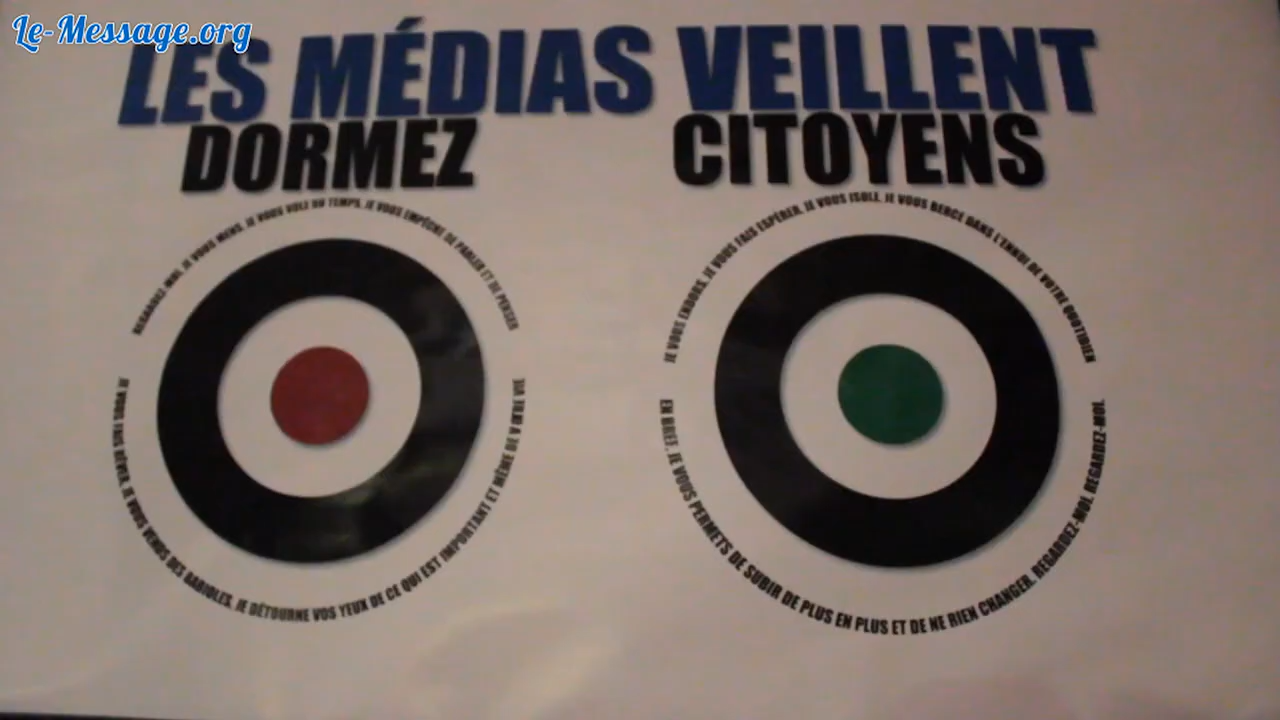 Le-Message.org
LES MÉDIAS VEILLENT
DORMEZ CITOYENS
REGARDEZ-MOI, JE VOUS MENS, JE VOUS VOLE DU TEMPS, JE VOUS EMPÊCHE DE PARLER ET DE PENSER
JE VOUS FAIS RÊVER, JE VOUS VENDS DES BABIOLES, JE DÉTOURNE VOS YEUX DE CE QUI EST IMPORTANT ET MÊME DE VOTRE VIE
JE VOUS ENDORS, JE VOUS FAIS ESPÉRER, JE VOUS ISOLE, JE VOUS BERCE DANS L'ENNUI DE VOTRE QUOTIDIEN
EN BREF, JE VOUS PERMETS DE SUBIR DE PLUS EN PLUS ET DE NE RIEN CHANGER. REGARDEZ-MOI. REGARDEZ-MOI.